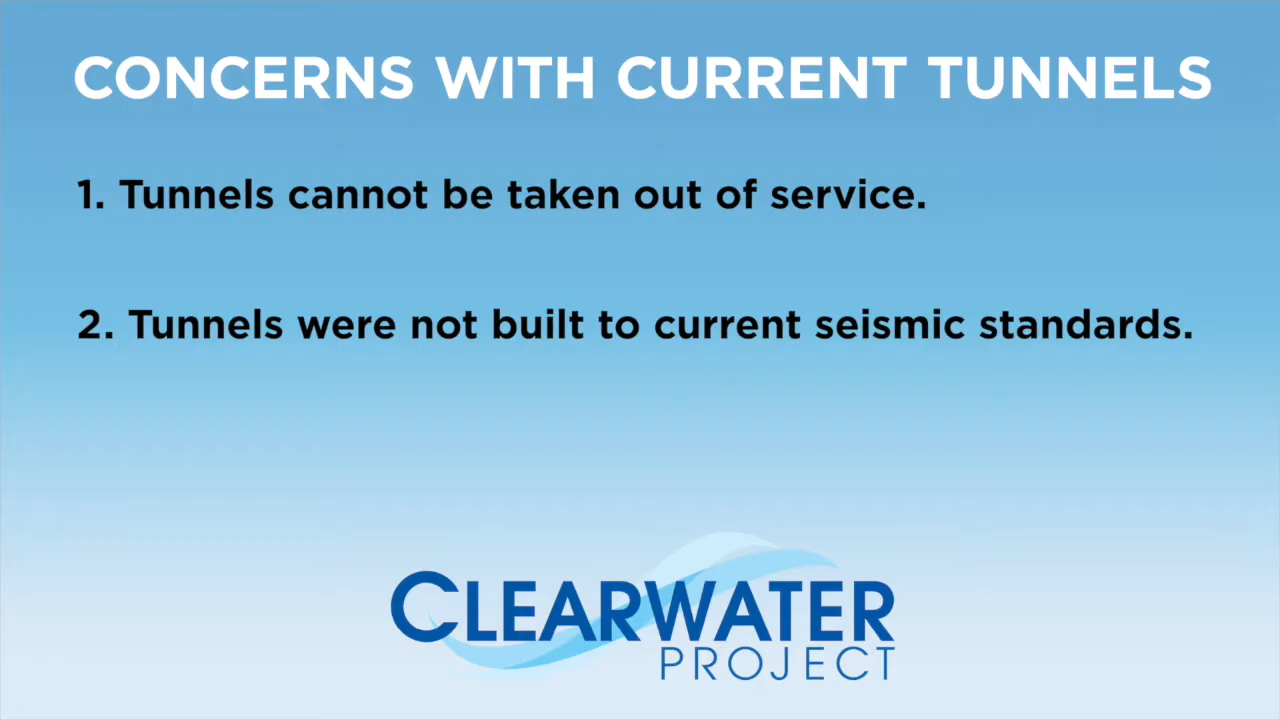 CONCERNS WITH CURRENT TUNNELS
1. Tunnels cannot be taken out of service.
2. Tunnels were not built to current seismic standards.
CLEARWATER
PROJECT